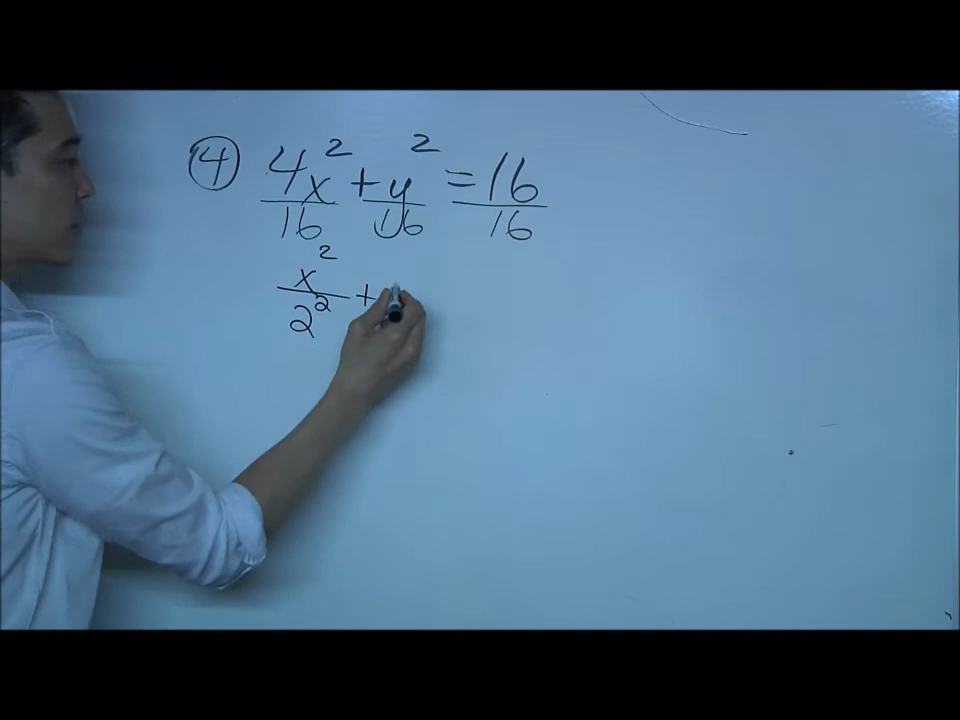 ④ 4x² + y² = 16
16 16 16
x² +
2²